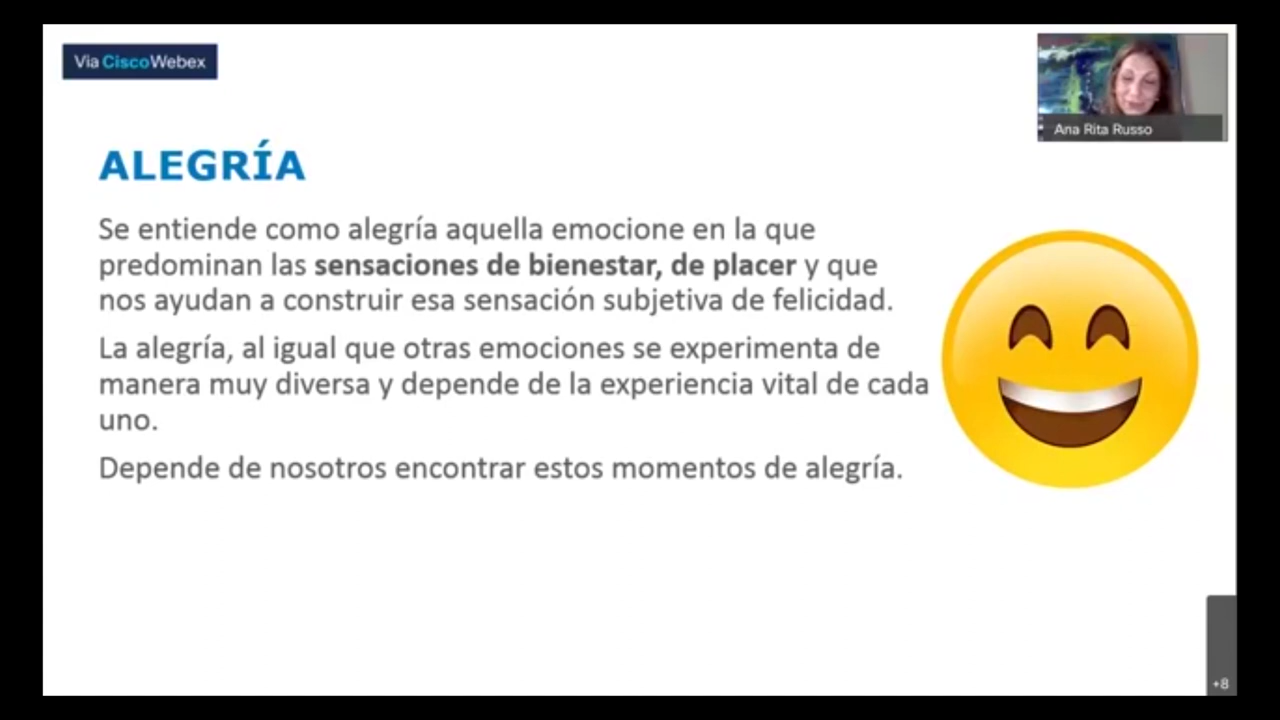 Via CiscoWebex
Ana Rita Russo
ALEGRÍA
Se entiende como alegría aquella emocione en la que
predominan las sensaciones de bienestar, de placer y que
nos ayudan a construir esa sensación subjetiva de felicidad.
La alegría, al igual que otras emociones se experimenta de
manera muy diversa y depende de la experiencia vital de cada
uno.
Depende de nosotros encontrar estos momentos de alegría.
+8